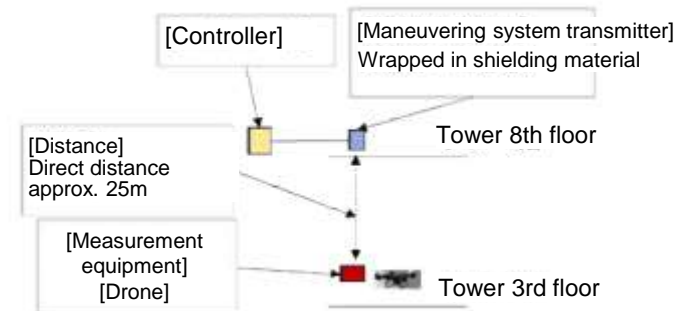 [Controller]
[Maneuvering system transmitter]
Wrapped in shielding material
Tower 8th floor
[Distance]
Direct distance
approx. 25m
[Measurement
equipment]
[Drone]
Tower 3rd floor